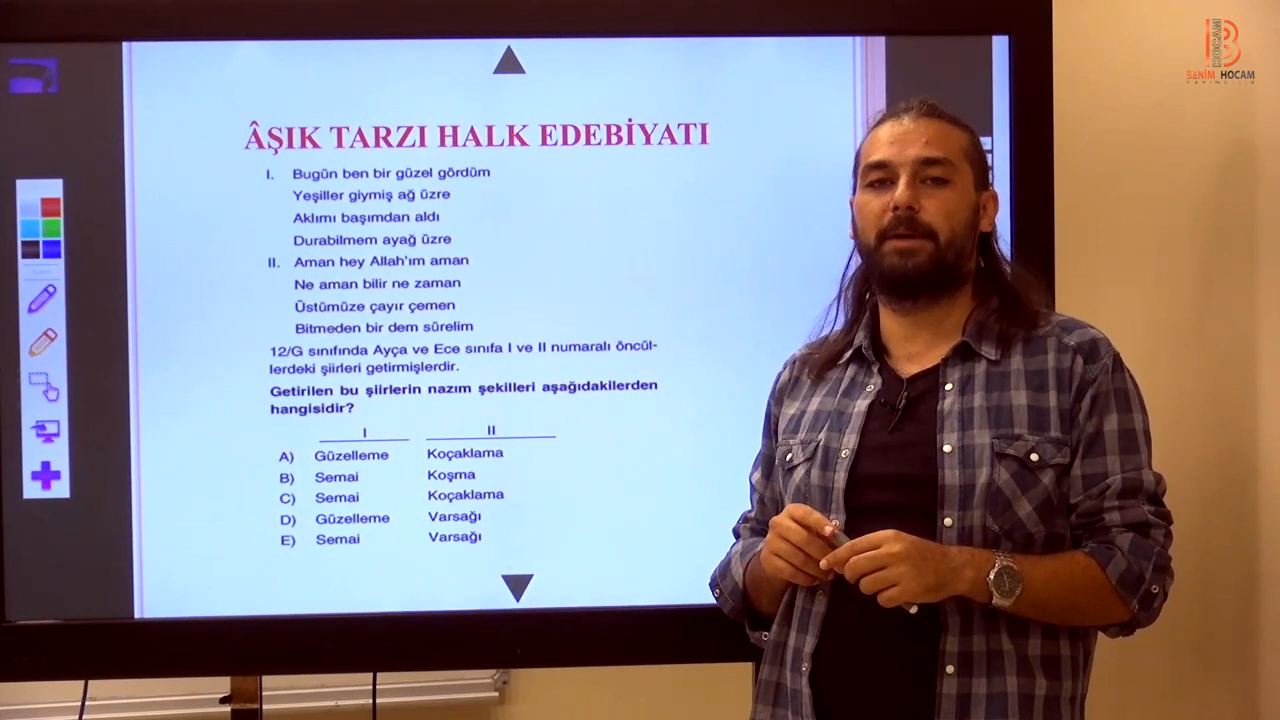 BENİM HOCAM
YAYINCILIK
ÂŞIK TARZI HALK EDEBİYATI
I. Bugün ben bir güzel gördüm
Yeşiller giymiş ağ üzre
Aklımı başımdan aldı
Durabilmem ayağ üzre
II. Aman hey Allah'ım aman
Ne aman bilir ne zaman
Üstümüze çayır çemen
Bitmeden bir dem sürelim
12/G sınıfında Ayça ve Ece sınıfa I ve II numaralı öncül-
lerdeki şiirleri getirmişlerdir.
Getirilen bu şiirlerin nazım şekilleri aşağıdakilerden
hangisidir?
I II
A) Güzelleme Koçaklama
B) Semai Koşma
C) Semai Koçaklama
D) Güzelleme Varsağı
E) Semai Varsağı